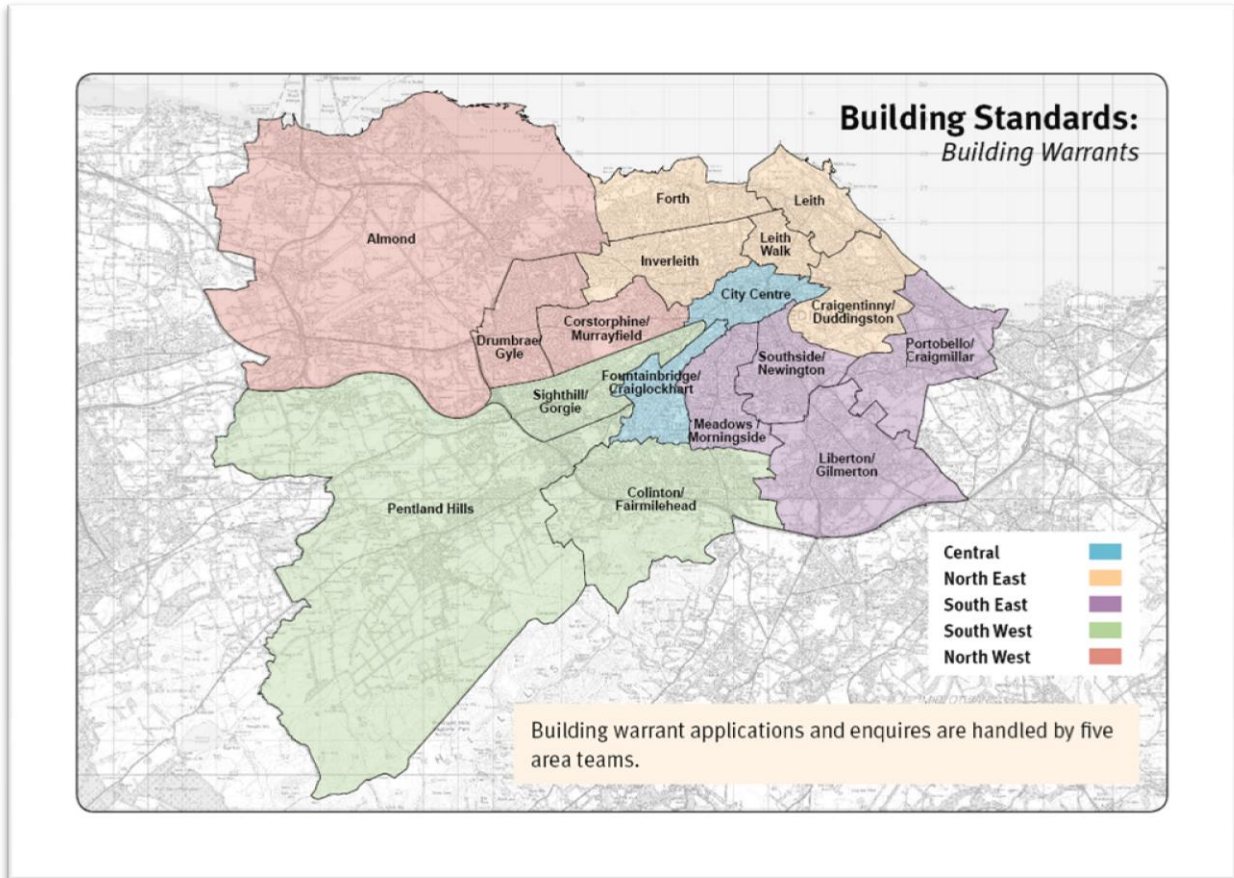 Building Standards:
Building Warrants
Forth
Leith
Almond
Leith
Walk
Inverleith
City Centre
Craigentinny/
Duddingston
Corstorphine/
Murrayfield
Drumbrae/
Gyle
Portobello/
Craigmillar
Southside/
Newington
Fountainbridge/
Craiglockhart
Sighthill/
Gorgie
Meadows /
Morningside
Liberton/
Gilmerton
Colinton/
Fairmilehead
Pentland Hills
Central
North East
South East
South West
North West
Building warrant applications and enquires are handled by five
area teams.